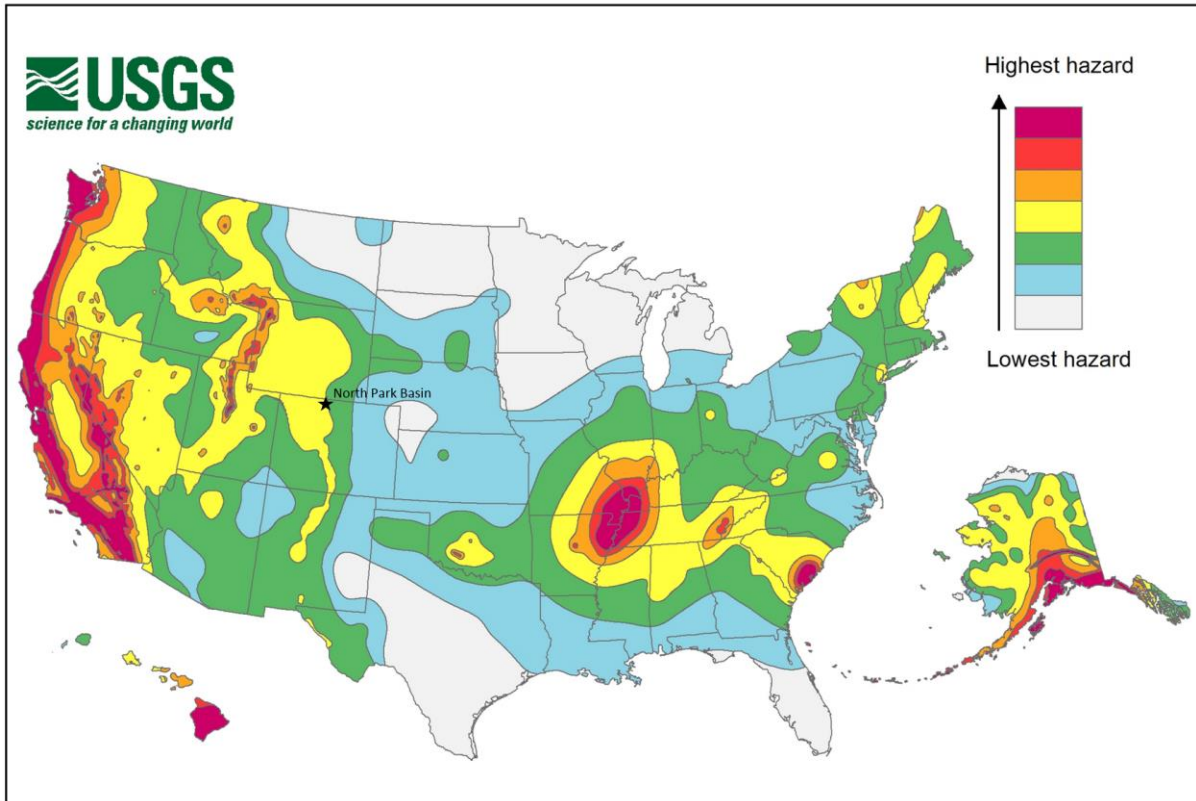 USGS
science for a changing world
Highest hazard
Lowest hazard
North Park Basin